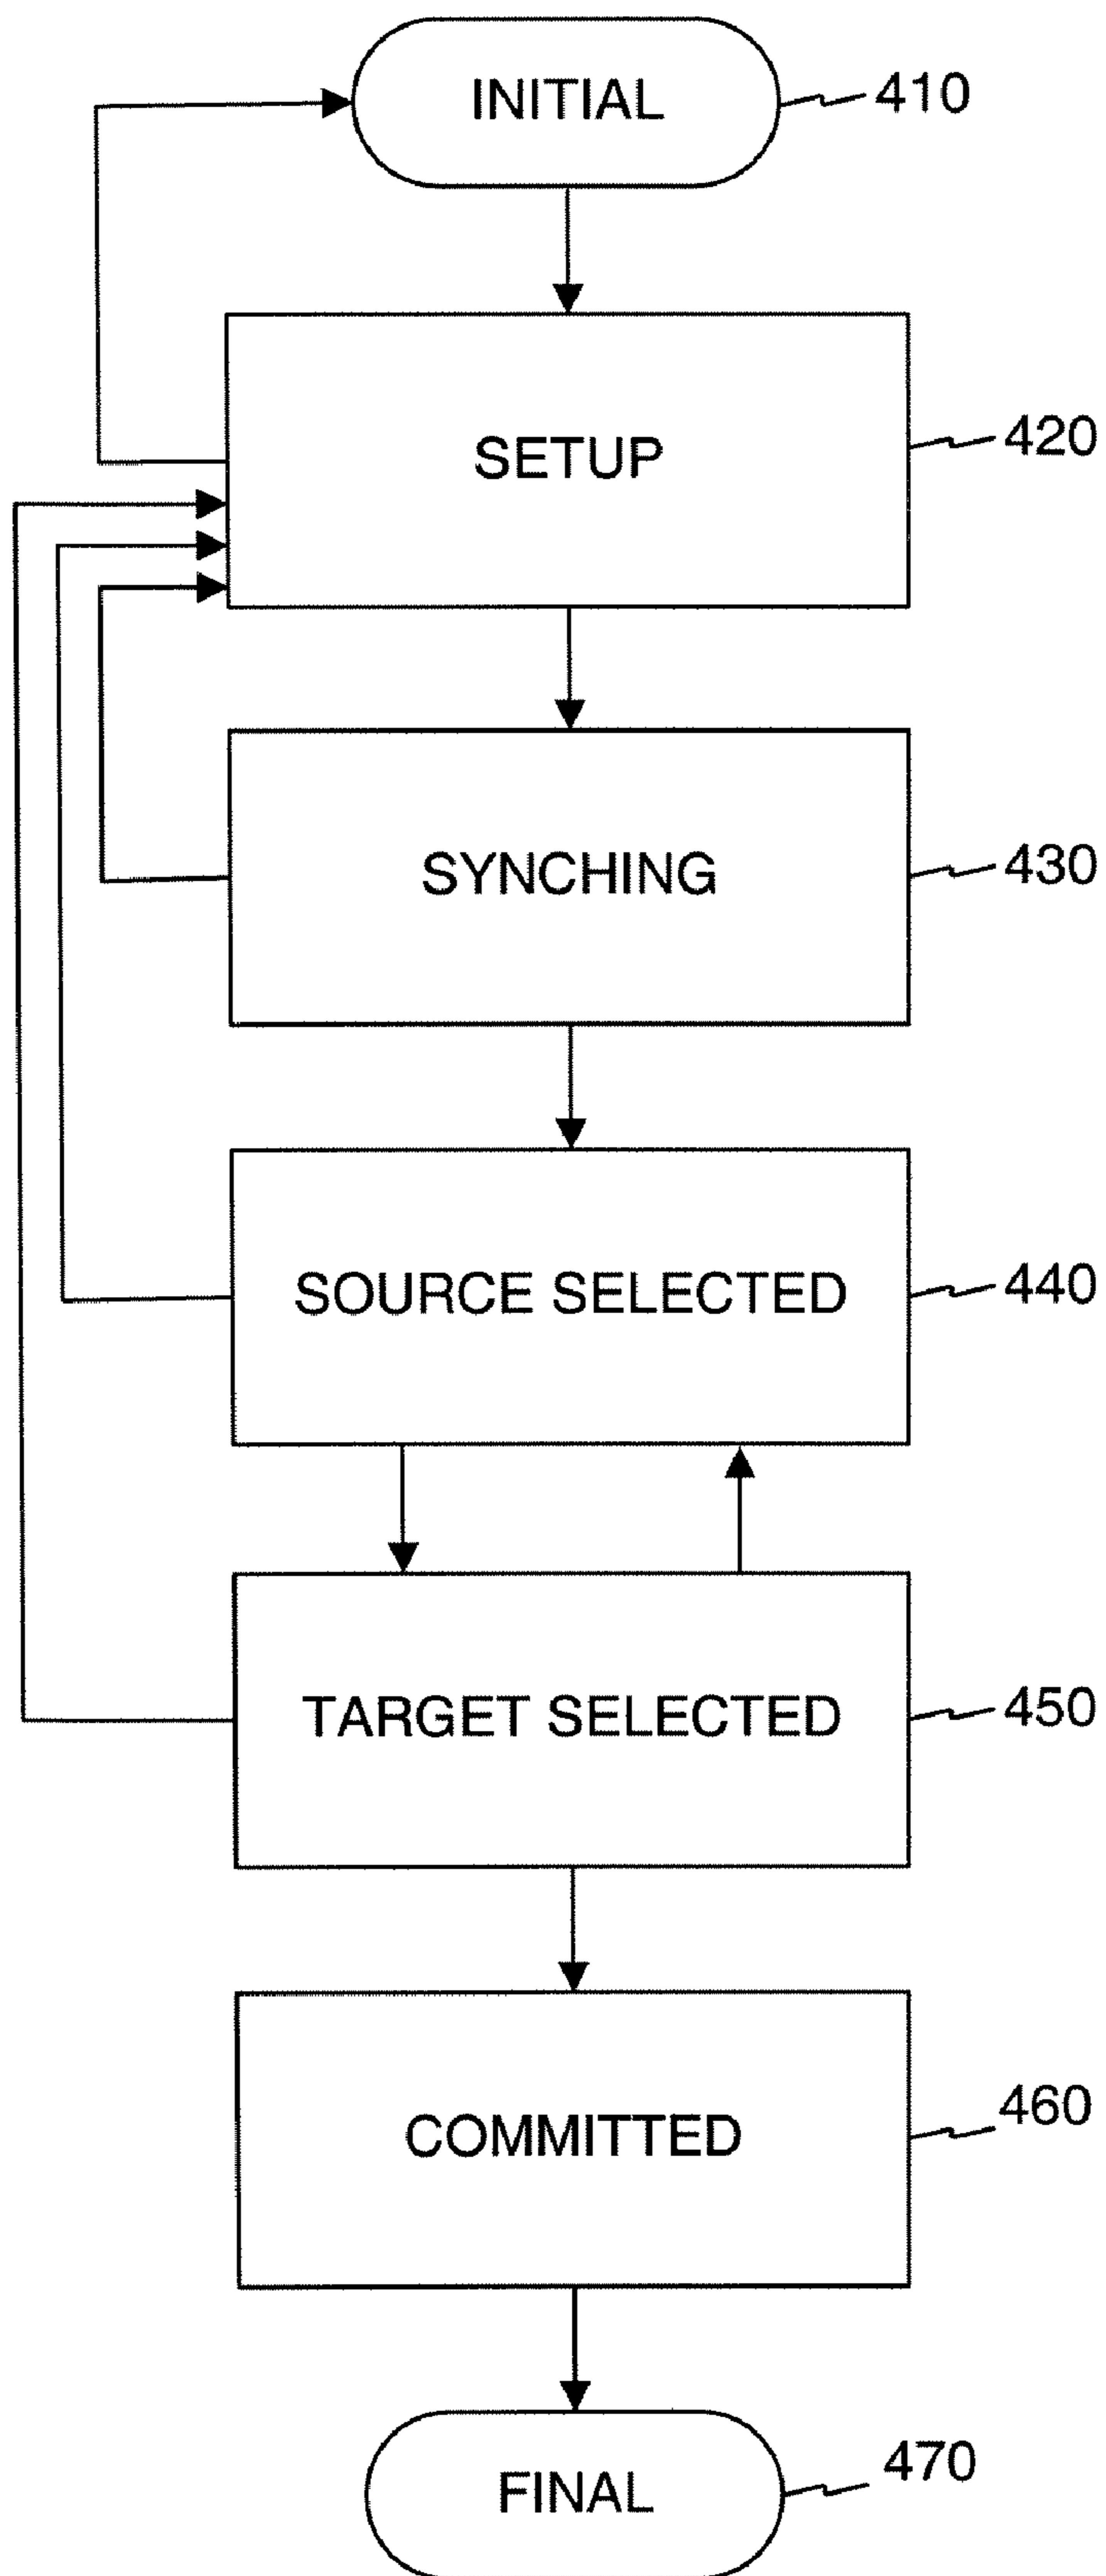 INITIAL
410
SETUP
420
SYNCHING
430
SOURCE SELECTED
440
TARGET SELECTED
450
COMMITTED
460
FINAL
470